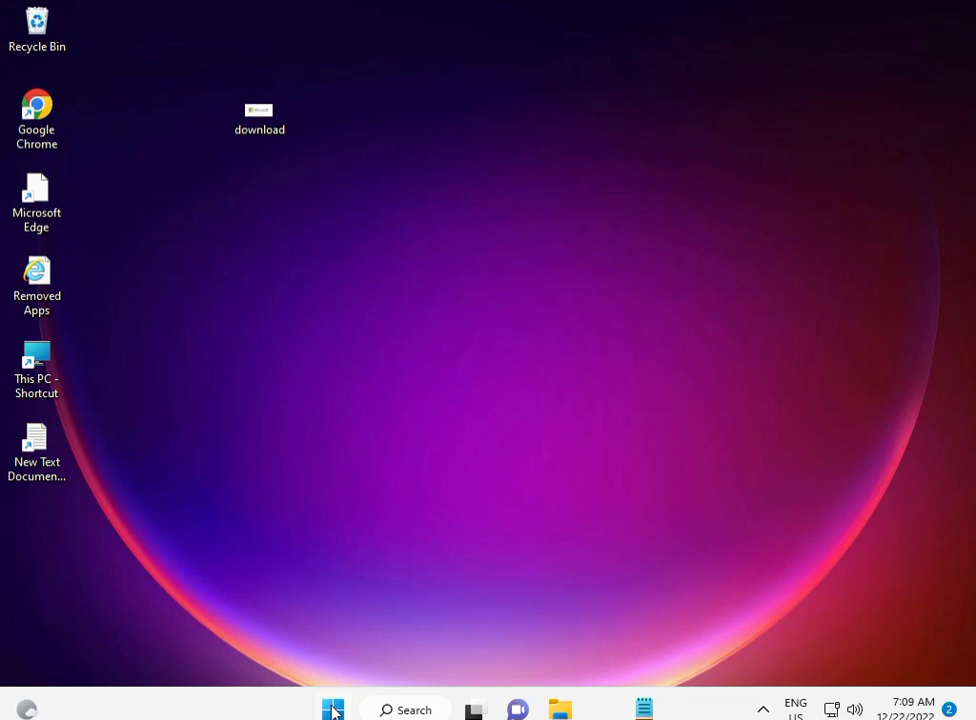 Recycle Bin
Google
Chrome
download
Microsoft
Edge
Removed
Apps
This PC -
Shortcut
New Text
Documen...
Search
ENG
US
7:09 AM
12/22/2022
2